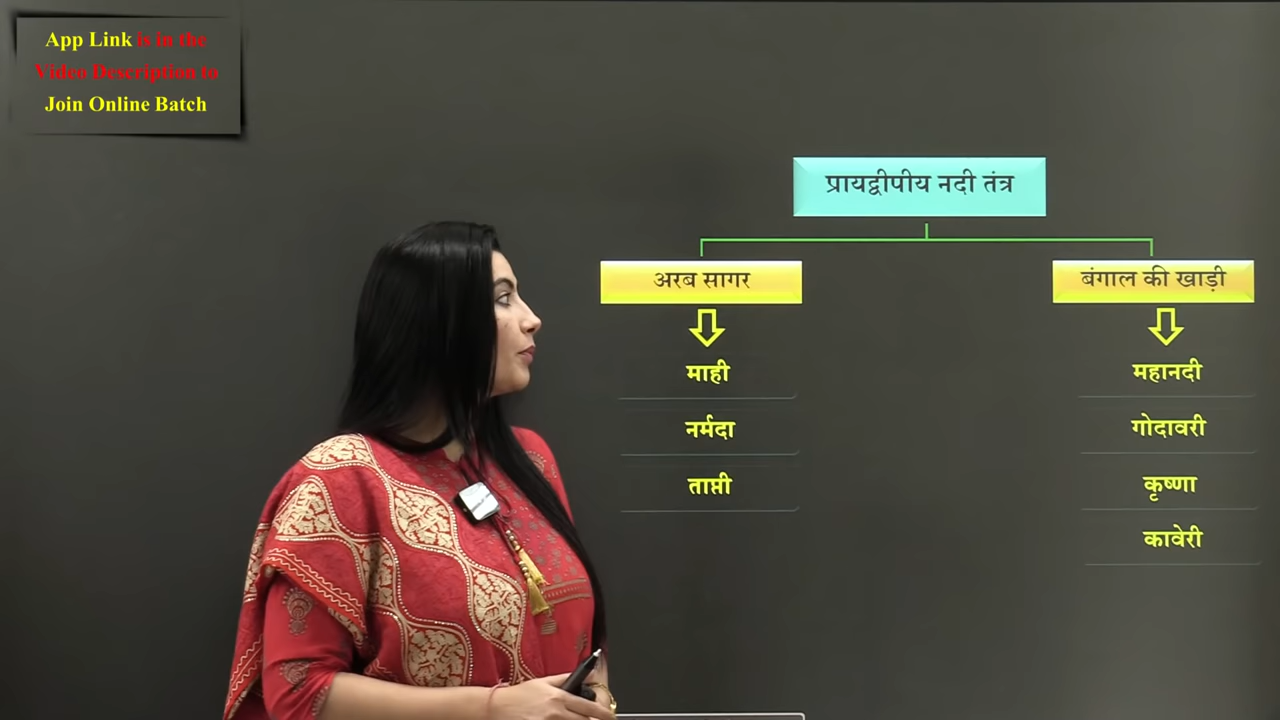 App Link is in the
Video Description to
Join Online Batch
प्रायद्वीपीय नदी तंत्र
अरब सागर
बंगाल की खाड़ी
माही
महानदी
नर्मदा
गोदावरी
ताप्ती
कृष्णा
कावेरी